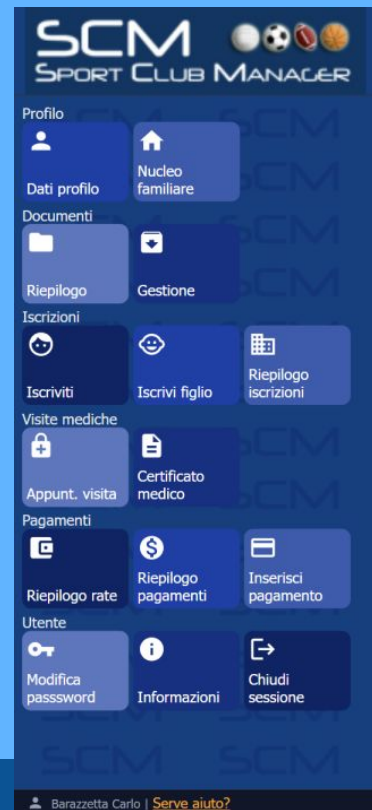 SCM
SPORT CLUB MANAGER
Profilo
Dati profilo
Nucleo
familiare
Documenti
Riepilogo
Gestione
Iscrizioni
Iscriviti
Iscrivi figlio
Riepilogo
iscrizioni
Visite mediche
Appunt. visita
Certificato
medico
Pagamenti
Riepilogo rate
Riepilogo
pagamenti
Inserisci
pagamento
Utente
Modifica
passsword
Informazioni
Chiudi
sessione
Barazzetta Carlo | Serve aiuto?